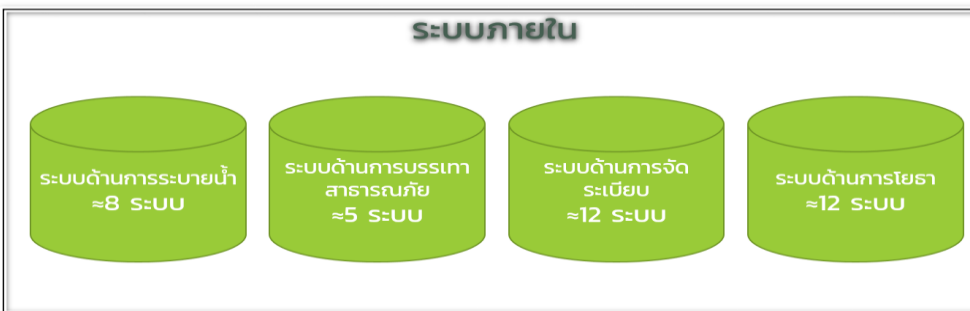 ระบบภายใน
ระบบด้านการระบายน้ำ
≈8 ระบบ
ระบบด้านการบรรเทา
สาธารณภัย
≈5 ระบบ
ระบบด้านการจัด
ระเบียบ
≈12 ระบบ
ระบบด้านการโยธา
≈12 ระบบ